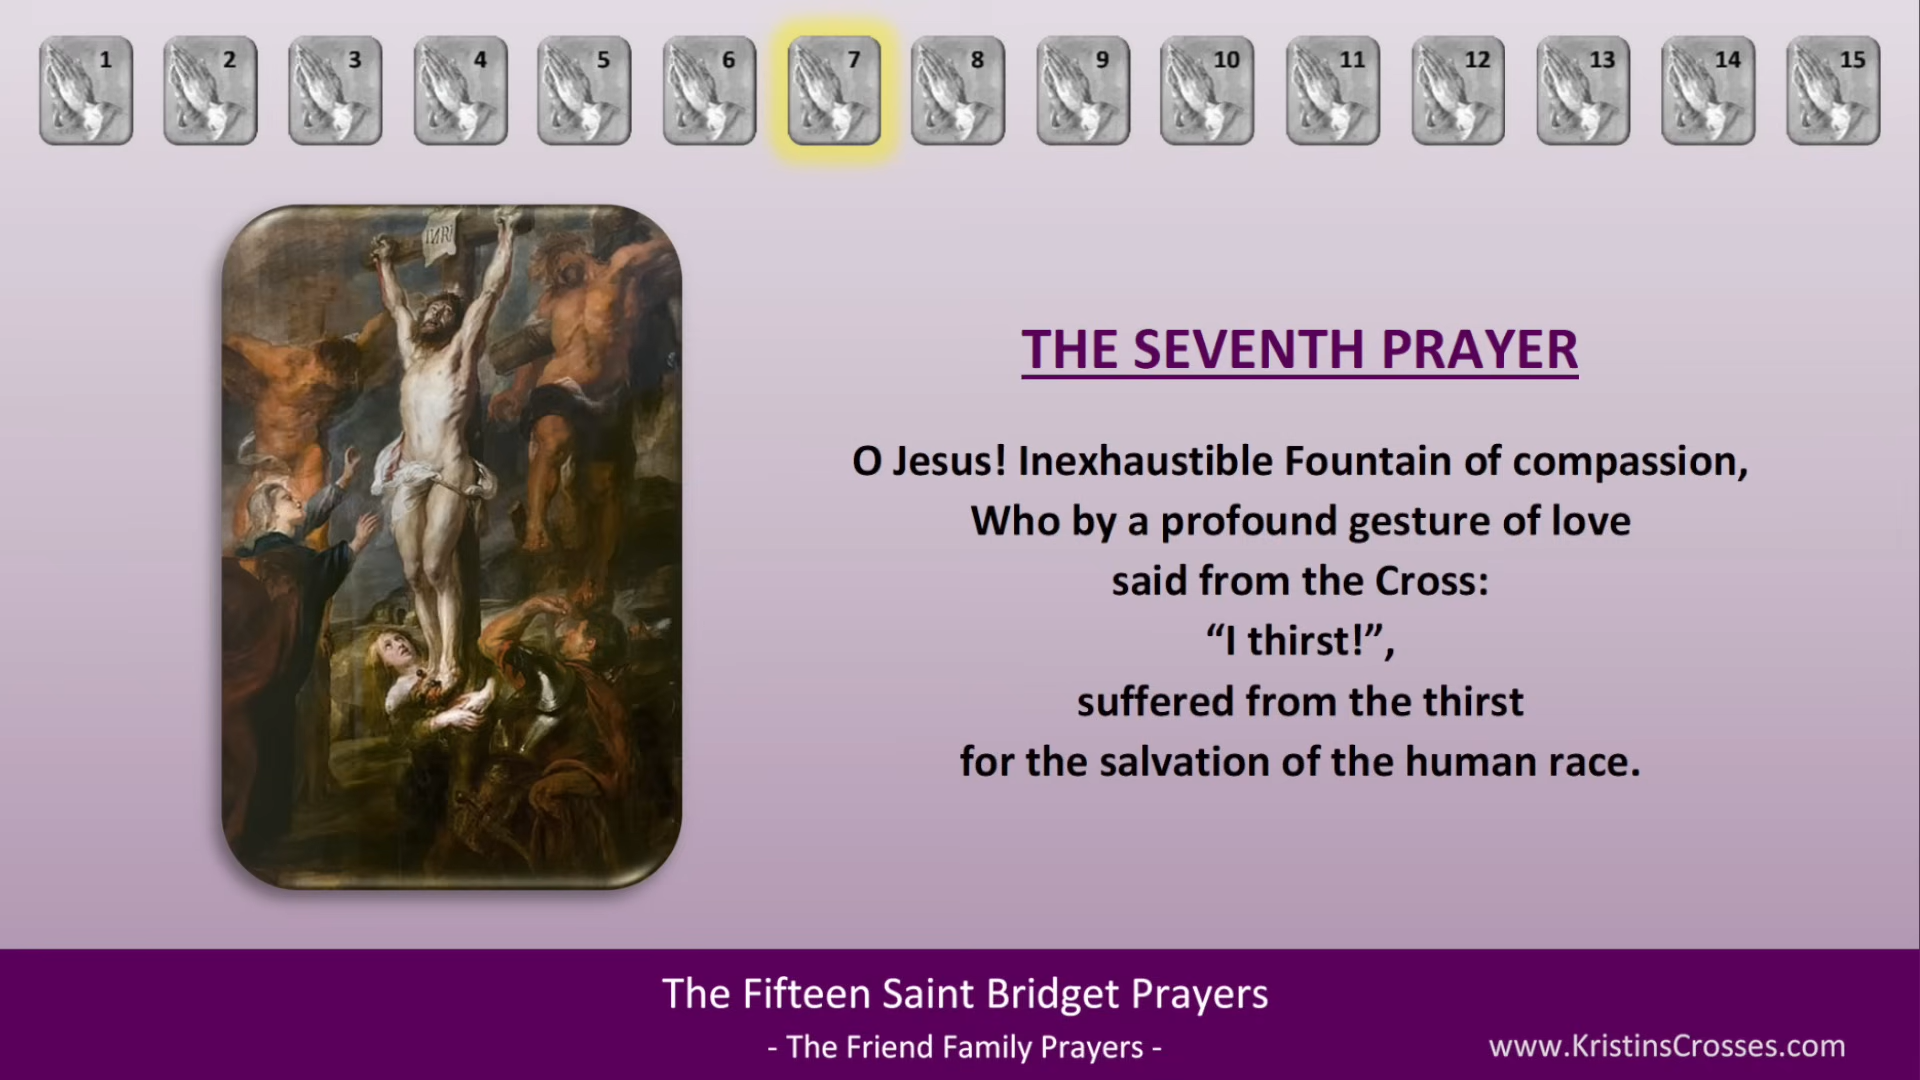 1 2 3 4 5 6 7 8 9 10 11 12 13 14 15
INRI
THE SEVENTH PRAYER
O Jesus! Inexhaustible Fountain of compassion,
Who by a profound gesture of love
said from the Cross:
“I thirst!”,
suffered from the thirst
for the salvation of the human race.
The Fifteen Saint Bridget Prayers
- The Friend Family Prayers -
www.KristinsCrosses.com